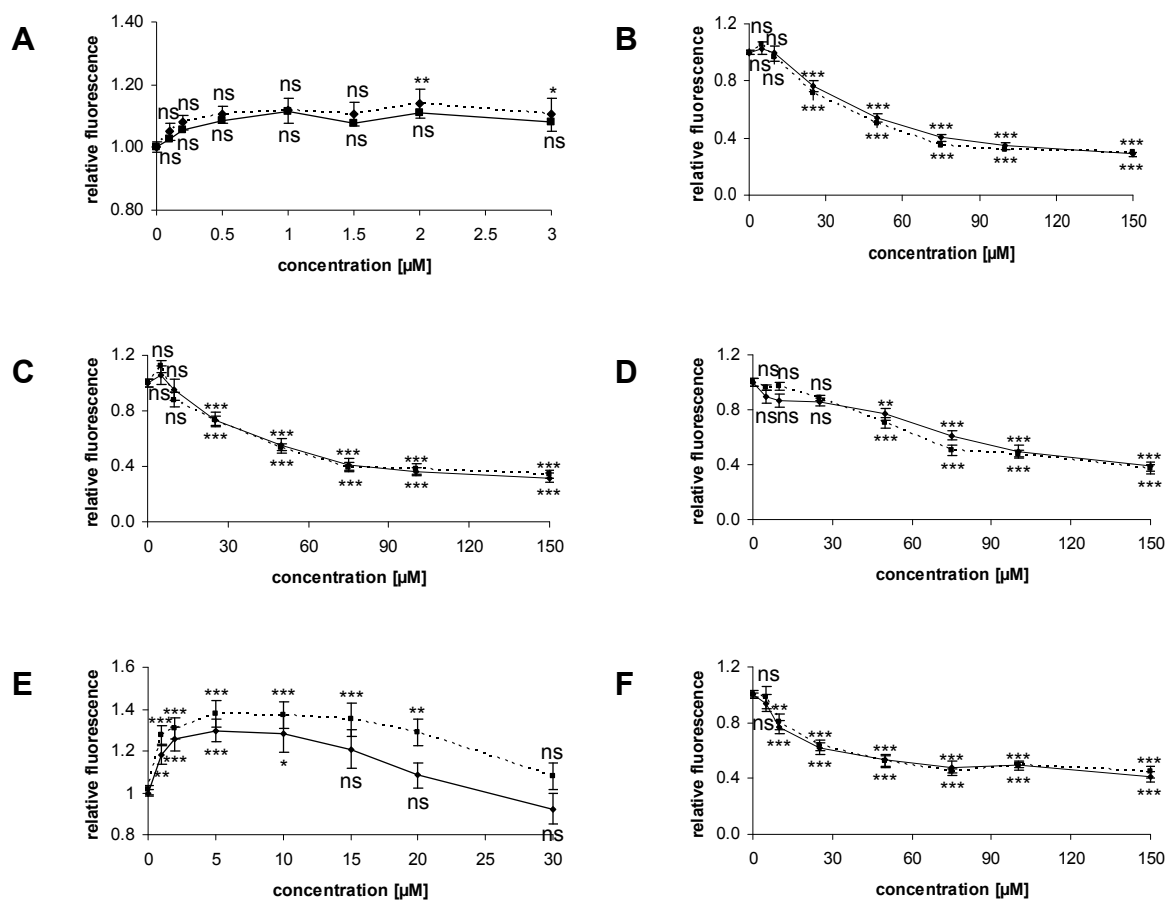 A
relative fluorescence
1.40
1.20
1.00
0.80
ns ns ns ns ns ** *
ns ns ns ns ns ns ns
0 0.5 1 1.5 2 2.5 3
concentration [µM]
B
relative fluorescence
1.2
0.8
0.4
0.0
ns *** *** *** *** ***
ns ns *** *** *** *** ***
0 30 60 90 120 150
concentration [µM]
C
relative fluorescence
1.2
0.8
0.4
0.0
ns ns *** *** *** *** ***
ns ns *** *** *** *** ***
0 30 60 90 120 150
concentration [µM]
D
relative fluorescence
1.2
0.8
0.4
0.0
ns ns ns ** *** *** ***
ns ns ns *** *** *** ***
0 30 60 90 120 150
concentration [µM]
E
relative fluorescence
1.6
1.4
1.2
1
0.8
*** *** *** *** *** ** ns
** *** *** * ns ns ns
0 5 10 15 20 25 30
concentration [µM]
F
relative fluorescence
1.2
0.8
0.4
0.0
ns ** *** *** *** *** ***
ns *** *** *** *** *** ***
0 30 60 90 120 150
concentration [µM]